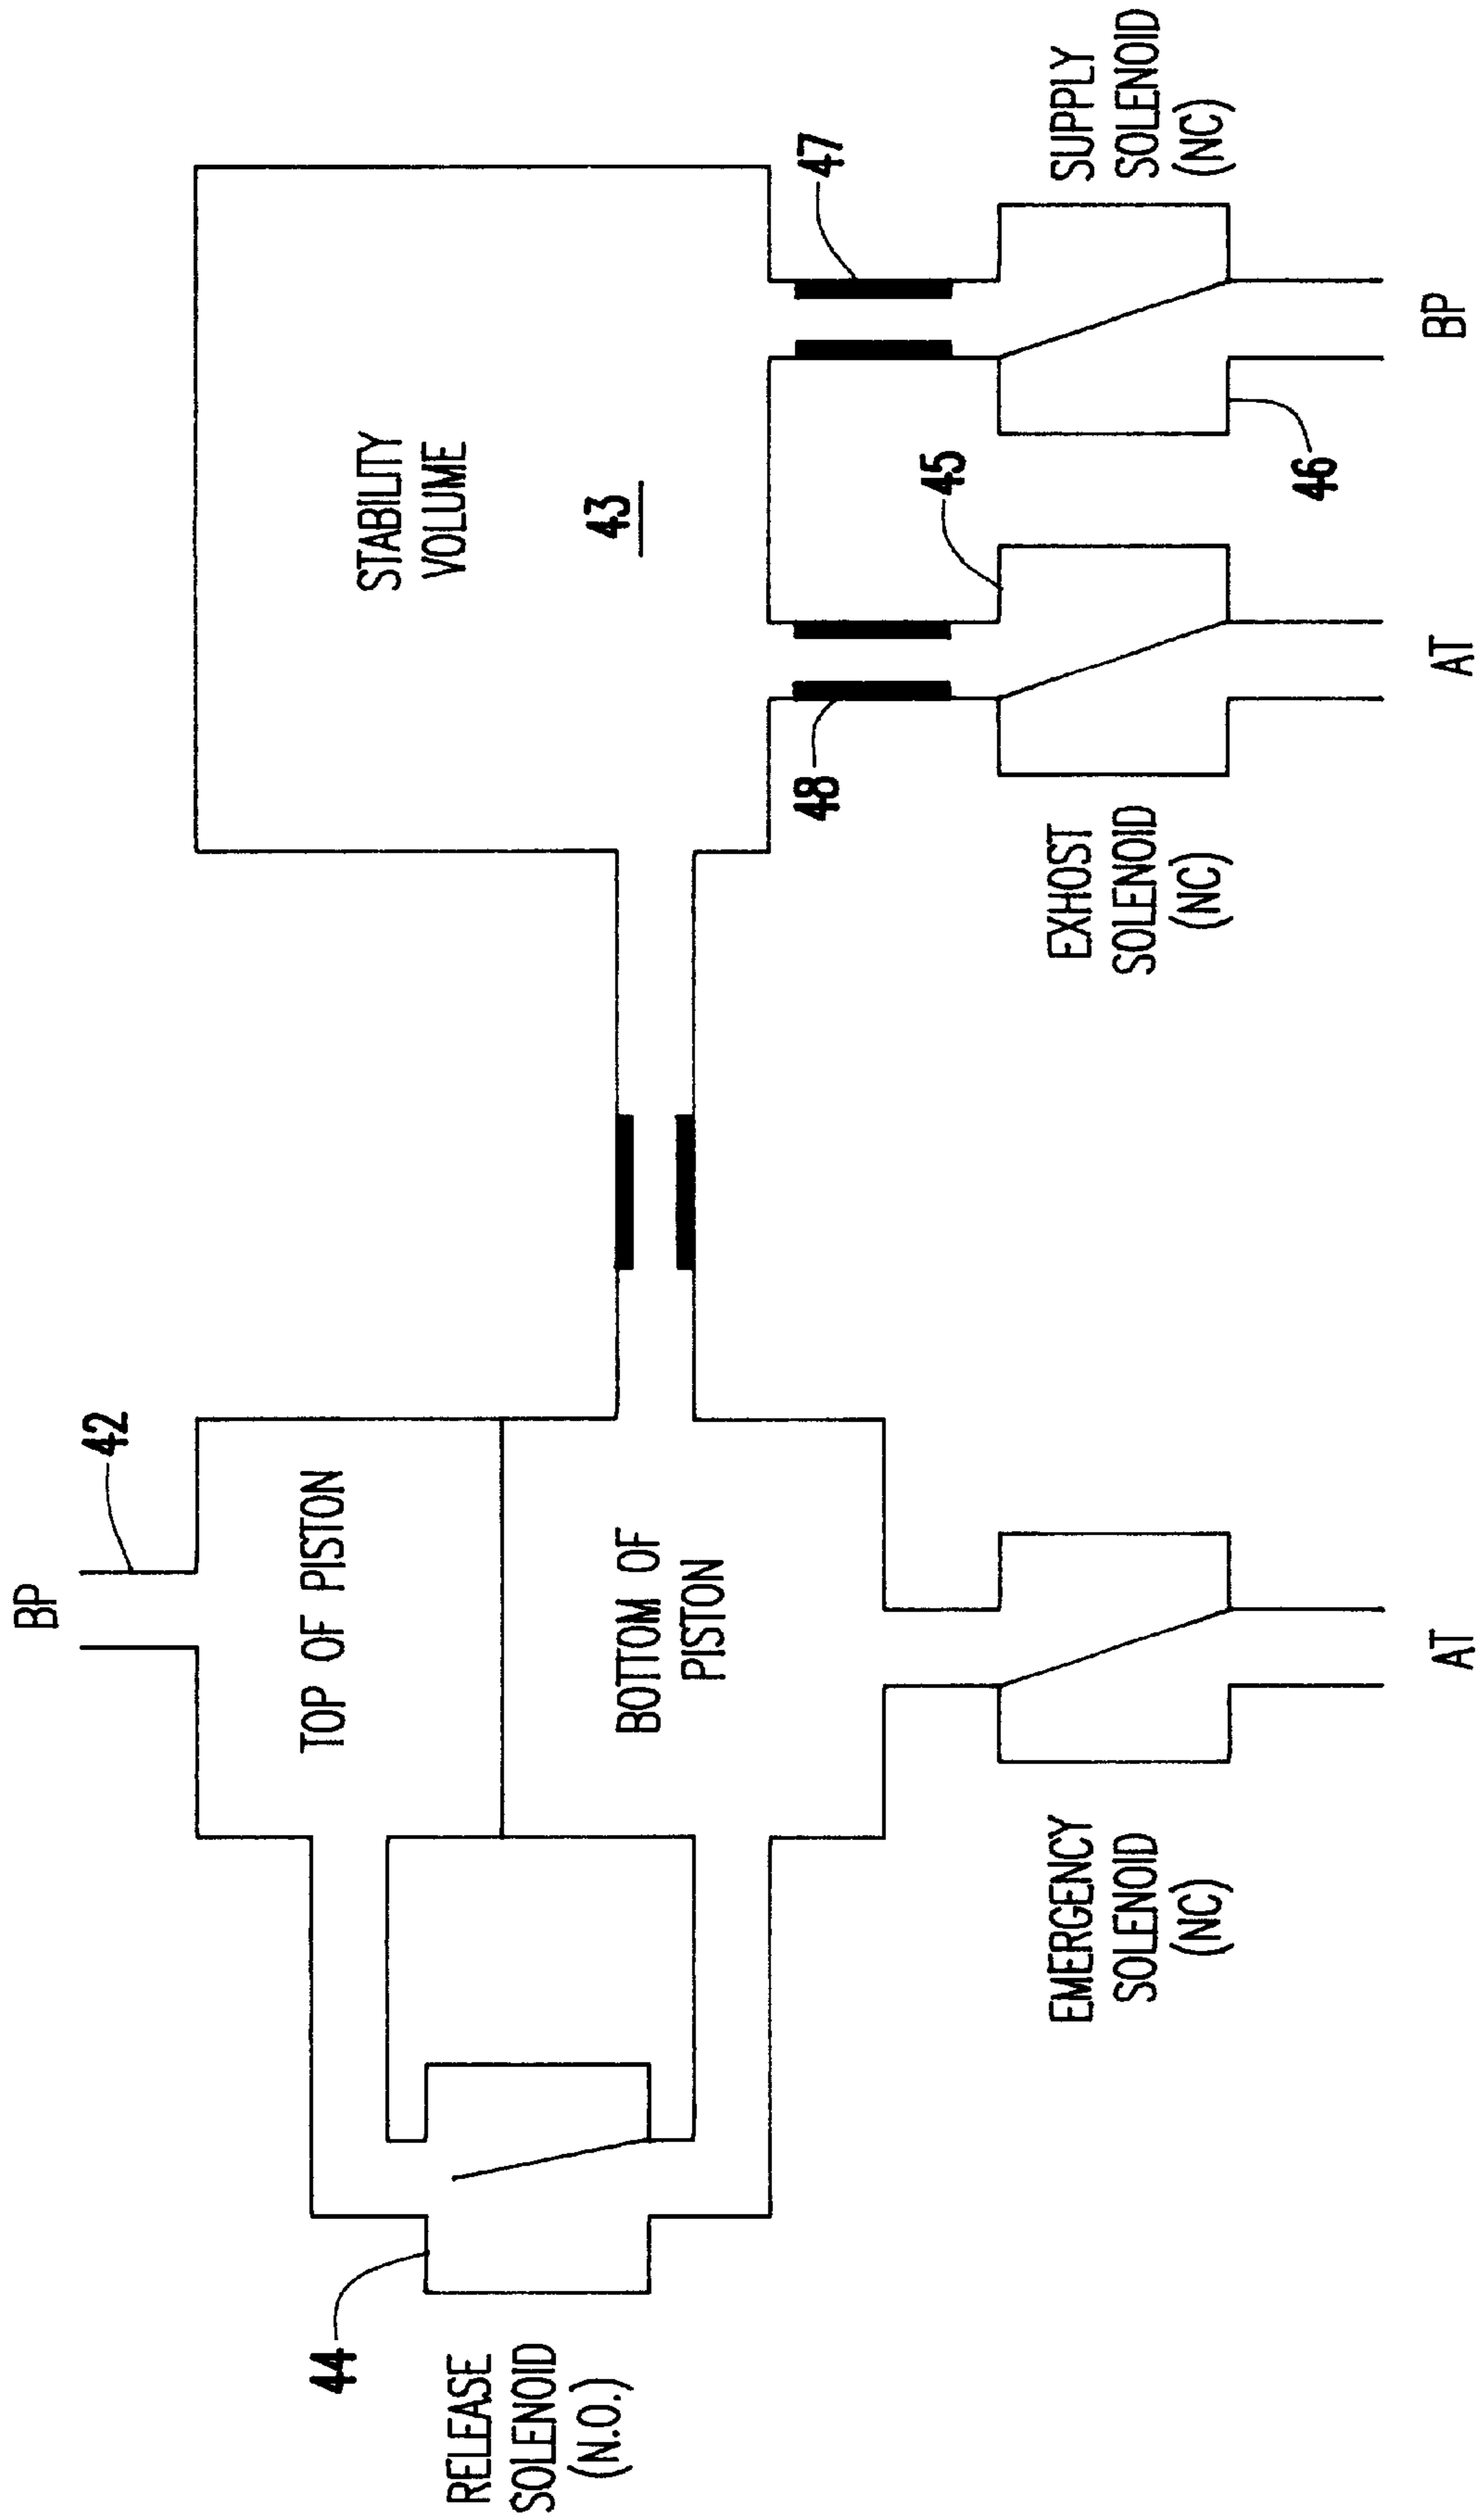 BP
42
TOP OF PISTON
BOTTOM OF
PISTON
44
RELEASE
SOLENOID
(N.O.)
EMERGENCY
SOLENOID
(NC)
AT
STABILITY
VOLUME
43
48
47
45
46
EXHOST
SOLENOID
(NC)
AT
SUPPLY
SOLENOID
(NC)
BP